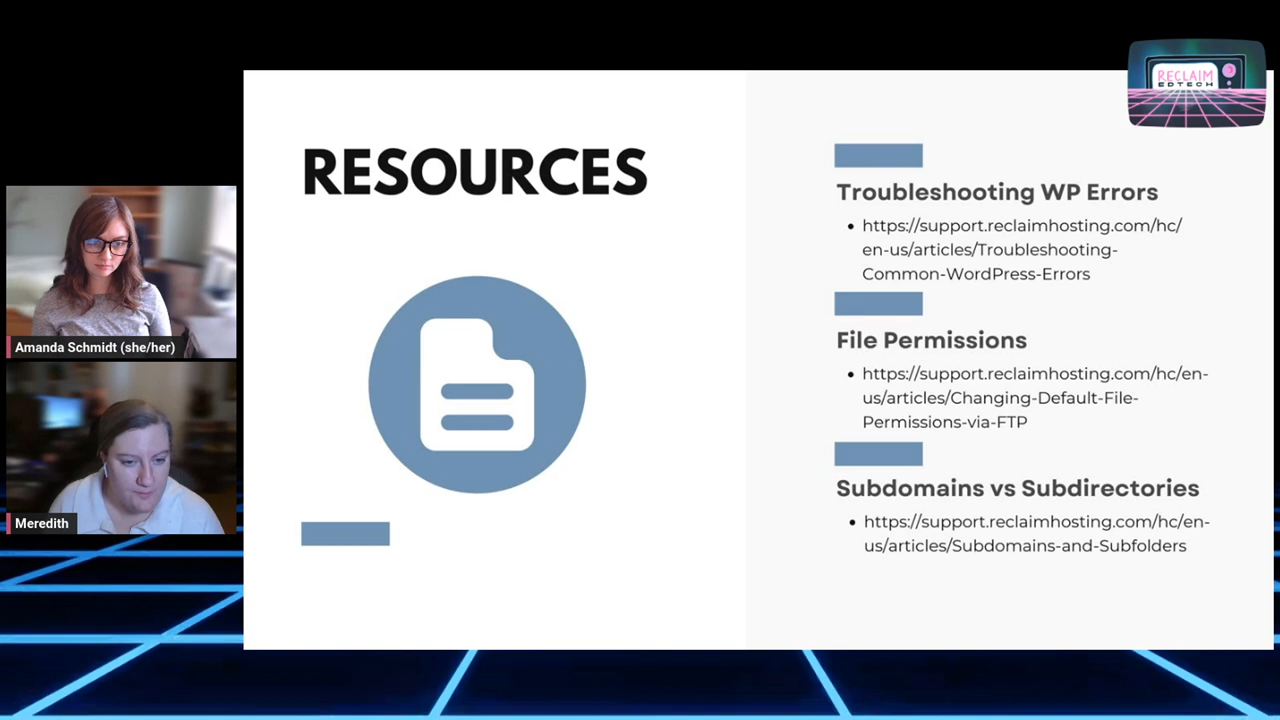 RECLAIM
EDTECH
RESOURCES
Troubleshooting WP Errors
• https://support.reclaimhosting.com/hc/
en-us/articles/Troubleshooting-
Common-WordPress-Errors
File Permissions
• https://support.reclaimhosting.com/hc/en-
us/articles/Changing-Default-File-
Permissions-via-FTP
Subdomains vs Subdirectories
• https://support.reclaimhosting.com/hc/en-
us/articles/Subdomains-and-Subfolders
Amanda Schmidt (she/her)
Meredith